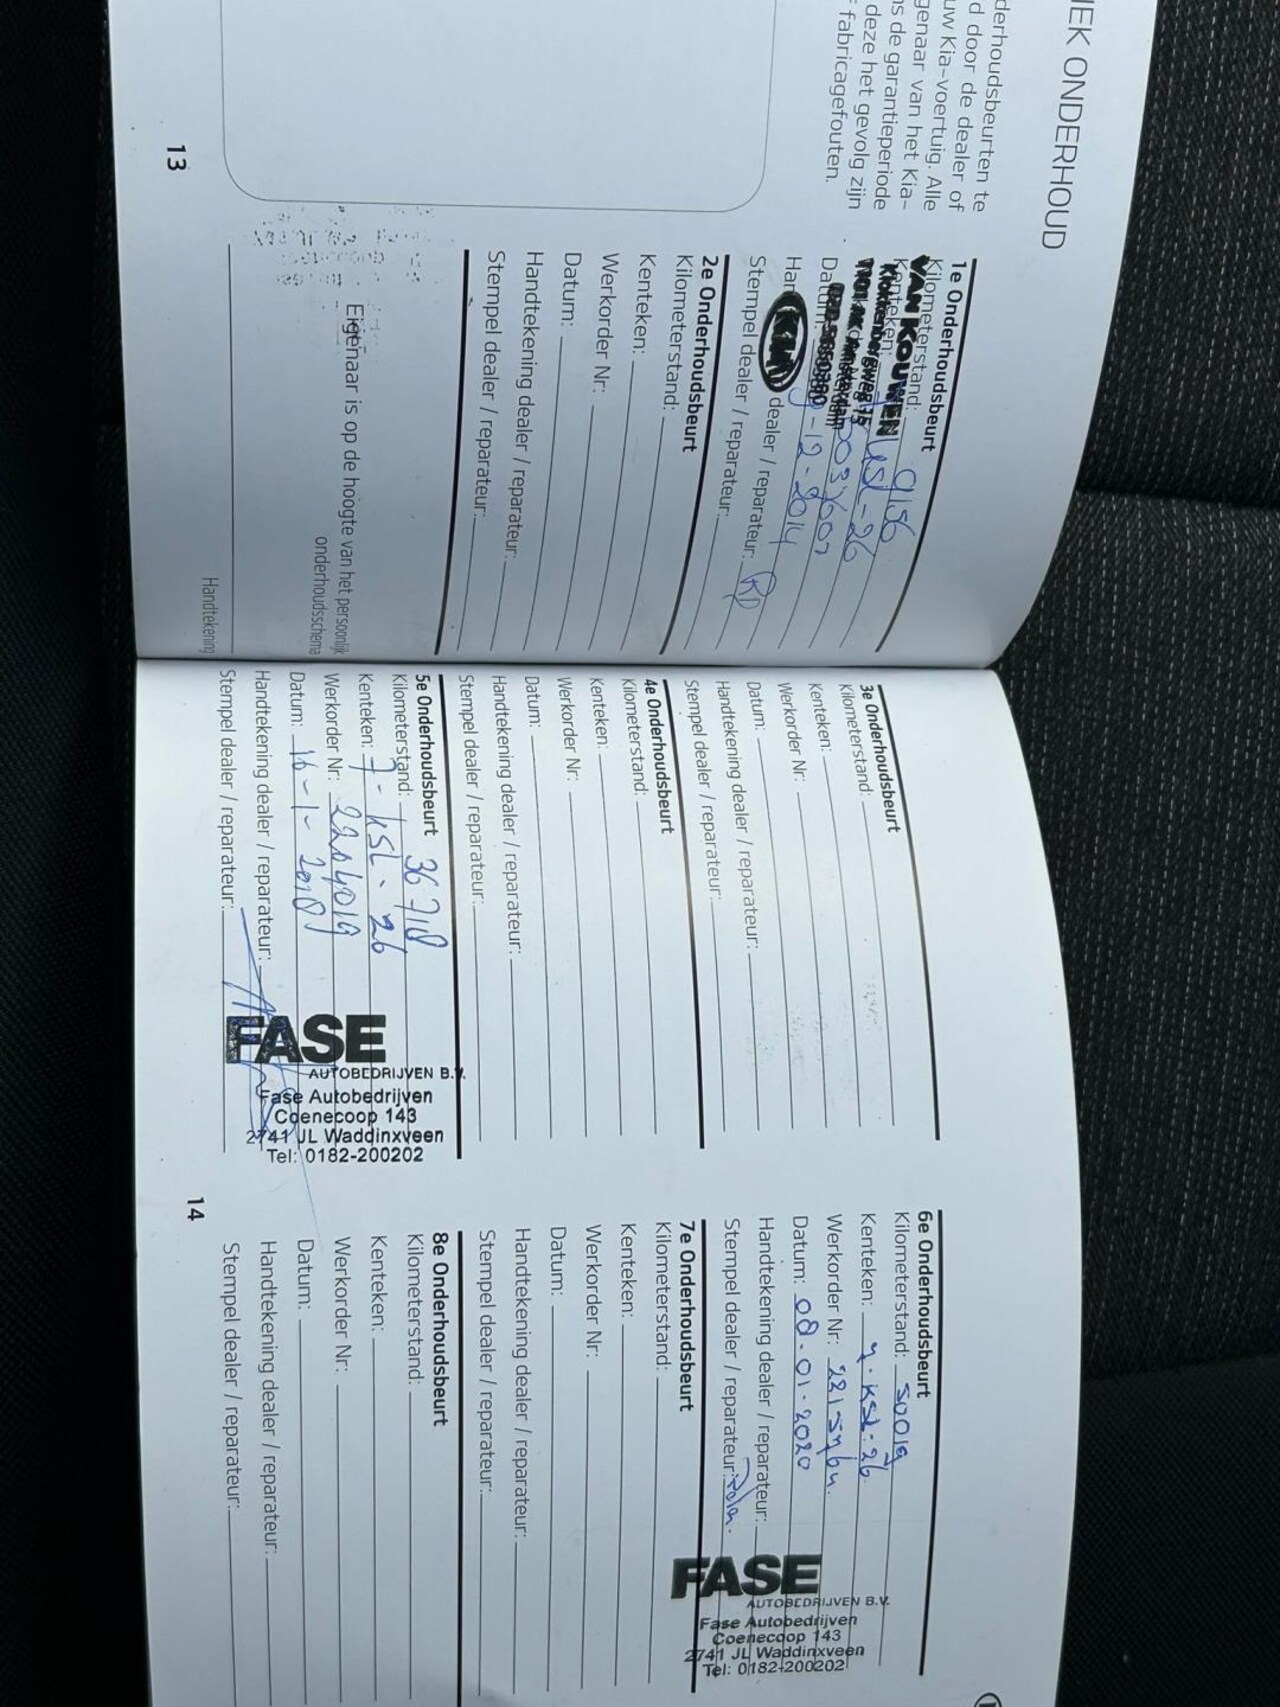 IEK ONDERHOUD
derhoudsbeurten te
d door de dealer of
uw Kia-voertuig. Alle
genaar van het Kia-
s de garantieperiode
deze het gevolg zijn
fabricagefouten.
13
1e Onderhoudsbeurt
Kilometerstand: 9156
Kenteken: KSL-26
VAN KOUWEN
Klokkenbergweg 15
1101 AK Amsterdam
Datum: 9-12-2014
dealer / reparateur: RP
Stempel dealer / reparateur:
2e Onderhoudsbeurt
Kilometerstand:
Kenteken:
Werkorder Nr:
Datum:
Handtekening dealer / reparateur:
Stempel dealer / reparateur:
Eigenaar is op de hoogte van het persoonlijk
onderhoudsschema
Handtekening
3e Onderhoudsbeurt
Kilometerstand:
Kenteken:
Werkorder Nr:
Datum:
Handtekening dealer / reparateur:
Stempel dealer / reparateur:
4e Onderhoudsbeurt
Kilometerstand:
Kenteken:
Werkorder Nr:
Datum:
Handtekening dealer / reparateur:
Stempel dealer / reparateur:
5e Onderhoudsbeurt
Kilometerstand: 36718
Kenteken: 7-KSL-26
Werkorder Nr: 2204019
Datum: 16-1-2018
Handtekening dealer / reparateur:
Stempel dealer / reparateur:
FASE
AUTOBEDRIJVEN B.V.
Fase Autobedrijven
Coenecoop 143
2741 JL Waddinxveen
Tel: 0182-200202
14
6e Onderhoudsbeurt
Kilometerstand: 50019
Kenteken: 7-KSL-26
Werkorder Nr: 2215764
Datum: 08-01-2020
Handtekening dealer / reparateur:
Stempel dealer / reparateur:
FASE
AUTOBEDRIJVEN B.V.
Fase Autobedrijven
Coenecoop 143
2741 JL Waddinxveen
Tel: 0182-200202
7e Onderhoudsbeurt
Kilometerstand:
Kenteken:
Werkorder Nr:
Datum:
Handtekening dealer / reparateur:
Stempel dealer / reparateur:
8e Onderhoudsbeurt
Kilometerstand:
Kenteken:
Werkorder Nr:
Datum:
Handtekening dealer / reparateur:
Stempel dealer / reparateur: